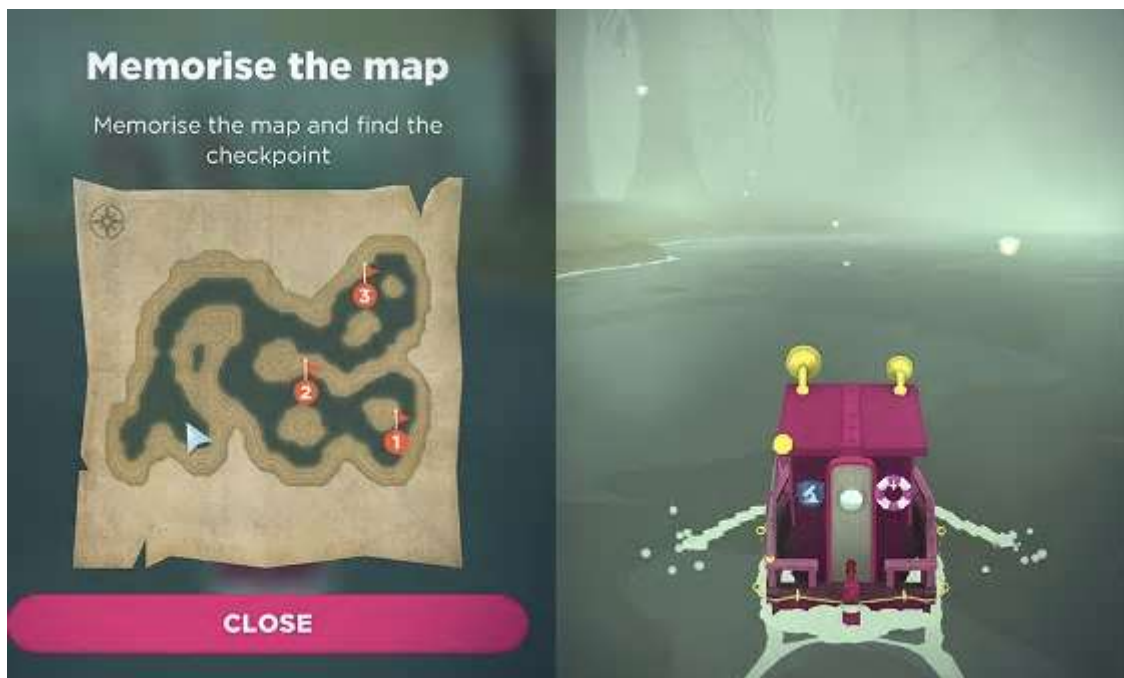 Memorise the map
Memorise the map and find the
checkpoint
3
2
1
CLOSE